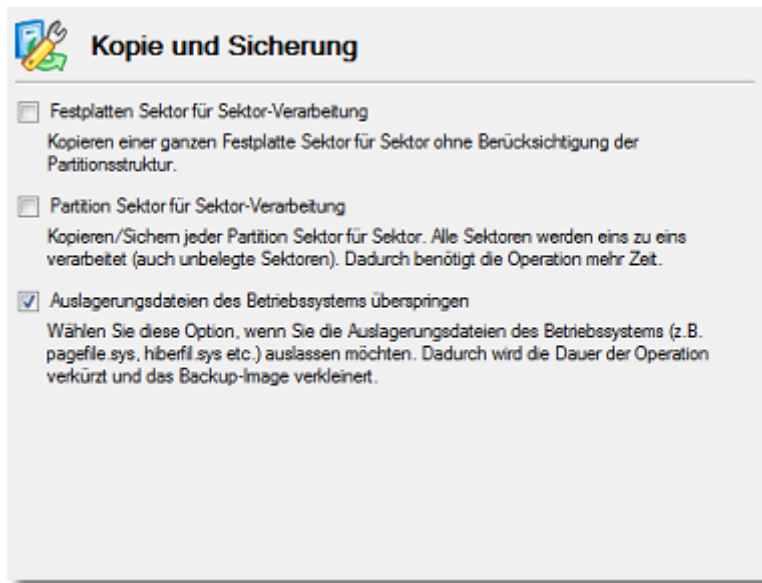 Kopie und Sicherung
Festplatten Sektor für Sektor-Verarbeitung
Kopieren einer ganzen Festplatte Sektor für Sektor ohne Berücksichtigung der
Partitionsstruktur.
Partition Sektor für Sektor-Verarbeitung
Kopieren/Sichern jeder Partition Sektor für Sektor. Alle Sektoren werden eins zu eins
verarbeitet (auch unbelegte Sektoren). Dadurch benötigt die Operation mehr Zeit.
Auslagerungsdateien des Betriebssystems überspringen
Wählen Sie diese Option, wenn Sie die Auslagerungsdateien des Betriebssystems (z.B.
pagefile.sys, hiberfil.sys etc.) auslassen möchten. Dadurch wird die Dauer der Operation
verkürzt und das Backup-Image verkleinert.